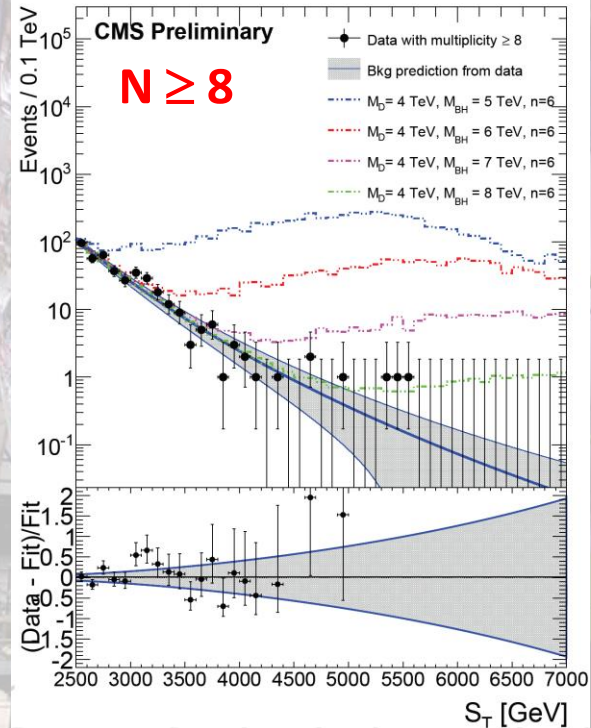 CMS Preliminary
N ≥ 8
Data with multiplicity ≥ 8
Bkg prediction from data
M_D = 4 TeV, M_BH = 5 TeV, n=6
M_D = 4 TeV, M_BH = 6 TeV, n=6
M_D = 4 TeV, M_BH = 7 TeV, n=6
M_D = 4 TeV, M_BH = 8 TeV, n=6
Events / 0.1 TeV
10^5
10^4
10^3
10^2
10
1
10^-1
(Data - Fit)/Fit
2
1.5
1
0.5
0
-0.5
-1
-1.5
-2
2500 3000 3500 4000 4500 5000 5500 6000 6500 7000
S_T [GeV]